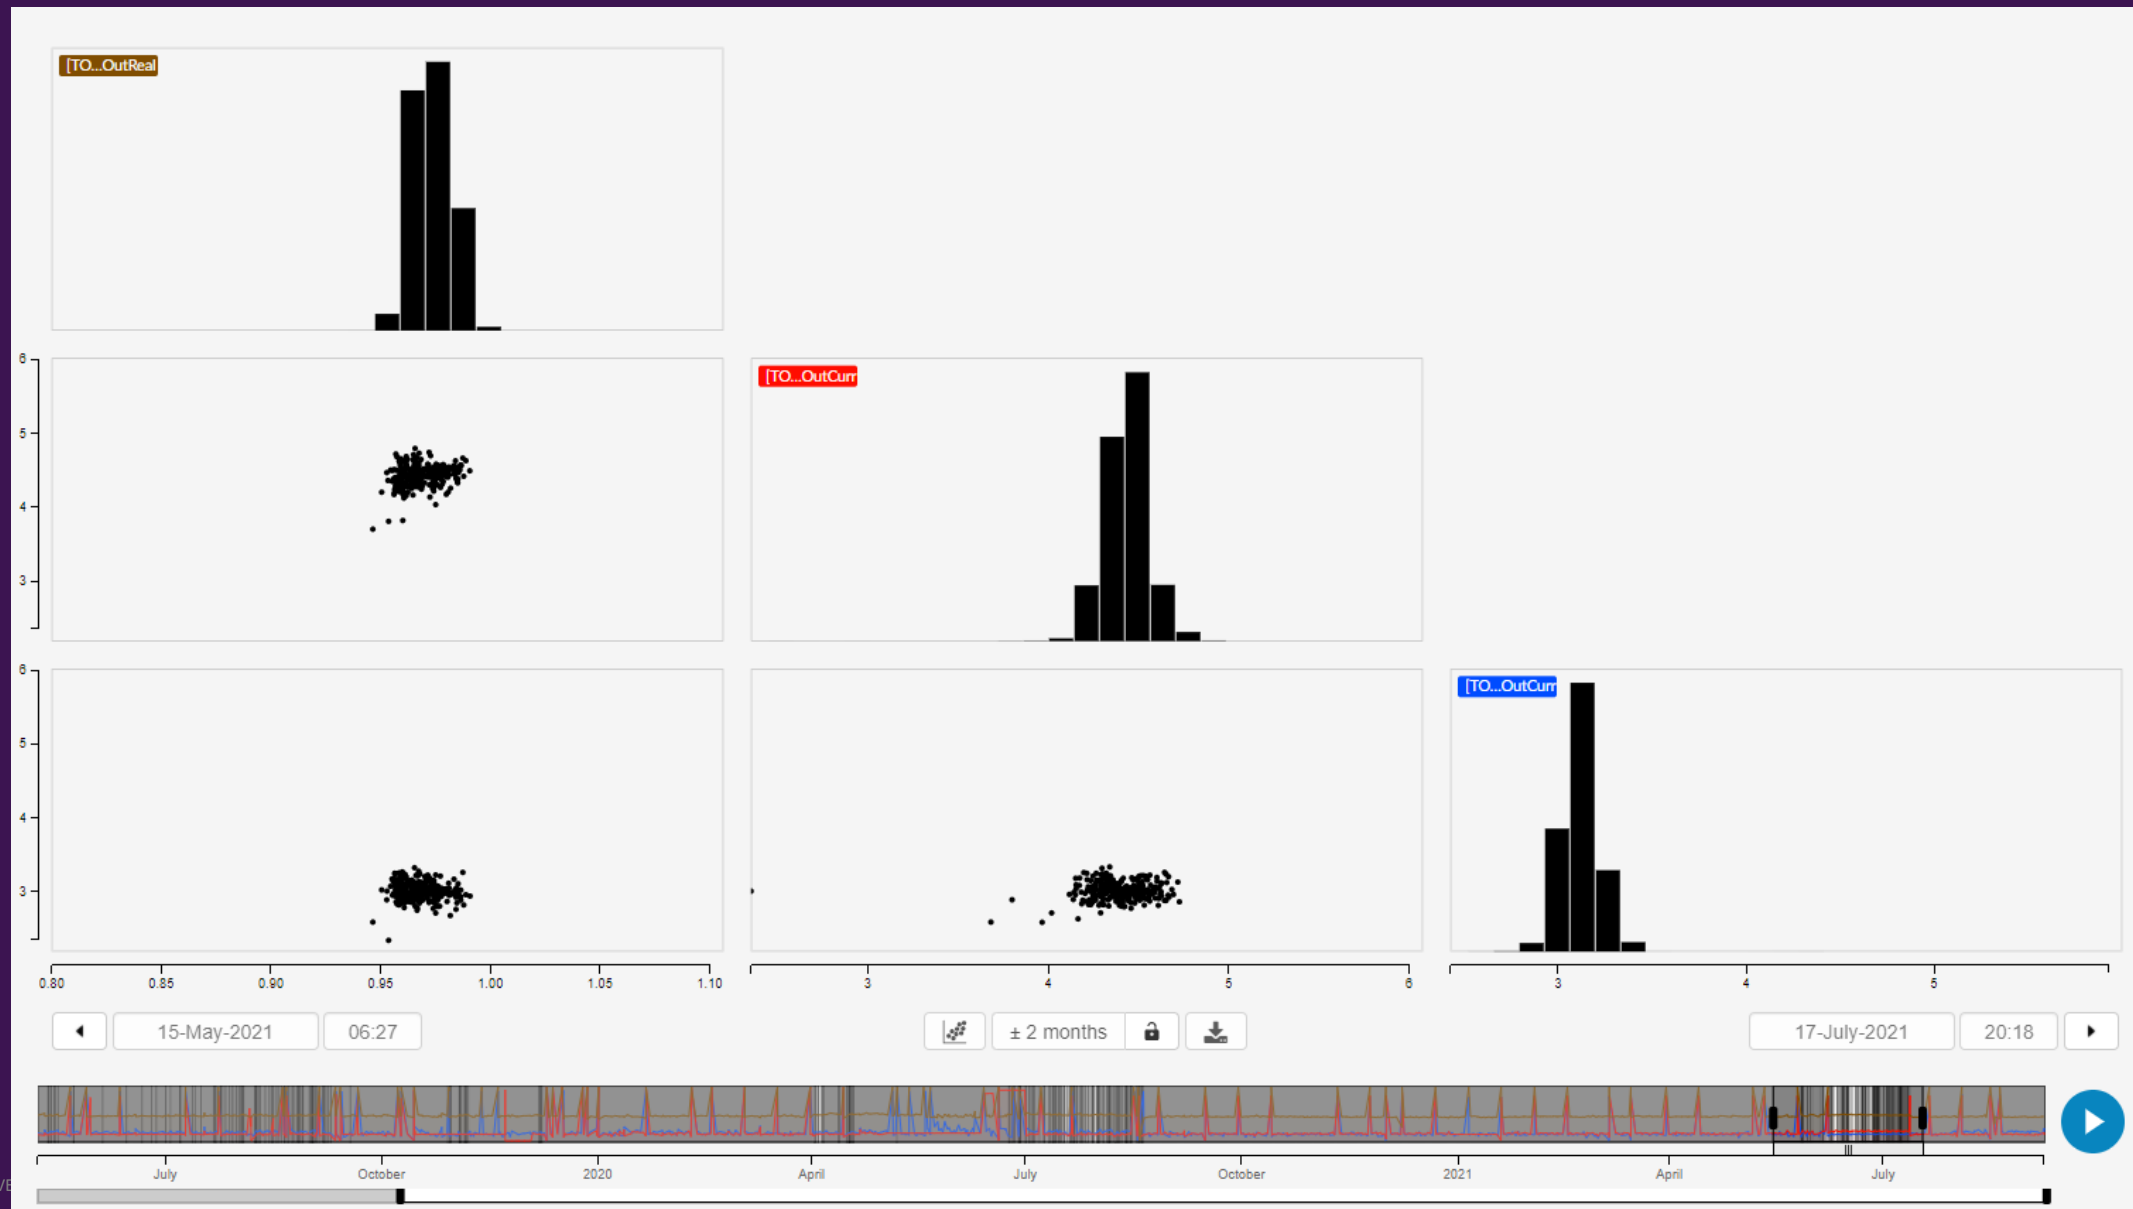 [TO...OutReal
6
5
4
3
[TO...OutCurr
6
5
4
3
[TO...OutCurr
0.80 0.85 0.90 0.95 1.00 1.05 1.10
3 4 5 6
3 4 5
15-May-2021 06:27 ± 2 months 17-July-2021 20:18
July October 2020 April July October 2021 April July